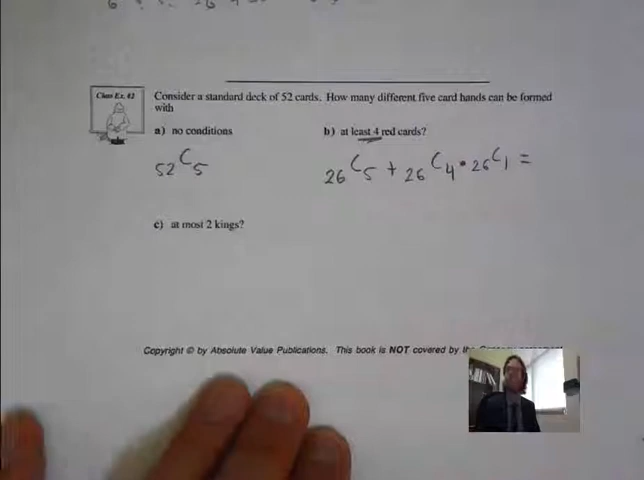 Class Ex. #2
Consider a standard deck of 52 cards. How many different five card hands can be formed
with
a) no conditions
b) at least 4 red cards?
52C5
26C5 + 26C4 • 26C1 =
c) at most 2 kings?
Copyright © by Absolute Value Publications. This book is NOT covered by the